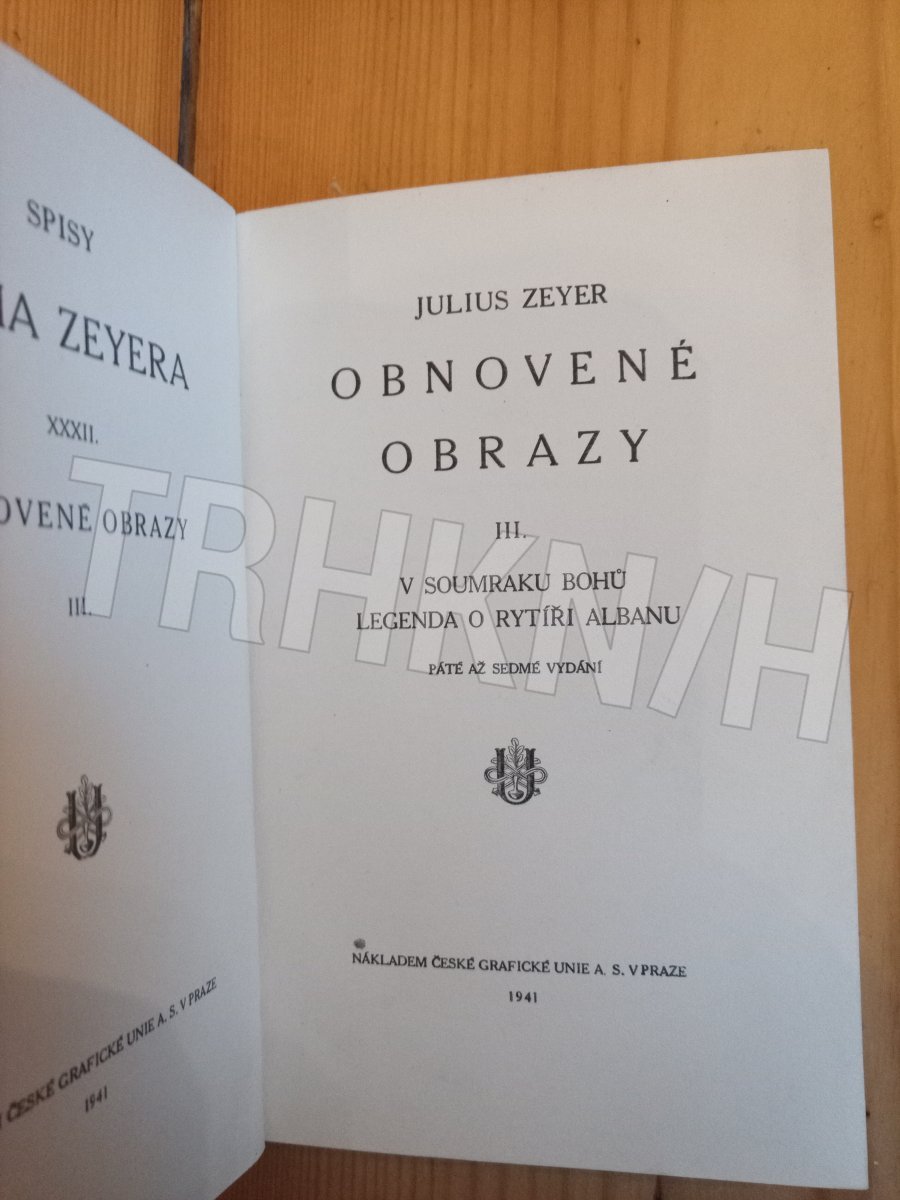 SPISY
ZEYERA
XXXII.
OBRAZY
III.
ČESKÉ GRAFICKÉ UNIE A. S. V PRAZE
1941
JULIUS ZEYER
OBNOVENÉ
OBRAZY
III.
V SOUMRAKU BOHŮ
LEGENDA O RYTÍŘI ALBANU
PÁTÉ AŽ SEDMÉ VYDÁNÍ
NÁKLADEM ČESKÉ GRAFICKÉ UNIE A. S. V PRAZE
1941
TRHKNIH